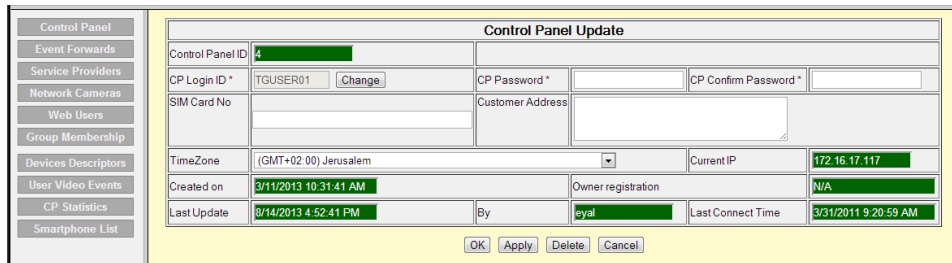 Control Panel
Event Forwards
Service Providers
Network Cameras
Web Users
Group Membership
Devices Descriptors
User Video Events
CP Statistics
Smartphone List
Control Panel Update
Control Panel ID 4
CP Login ID * TGUSER01 Change CP Password * CP Confirm Password *
SIM Card No Customer Address
TimeZone (GMT+02:00) Jerusalem Current IP 172.16.17.117
Created on 3/11/2013 10:31:41 AM Owner registration N/A
Last Update 8/14/2013 4:52:41 PM By eyal Last Connect Time 3/31/2011 9:20:59 AM
OK Apply Delete Cancel